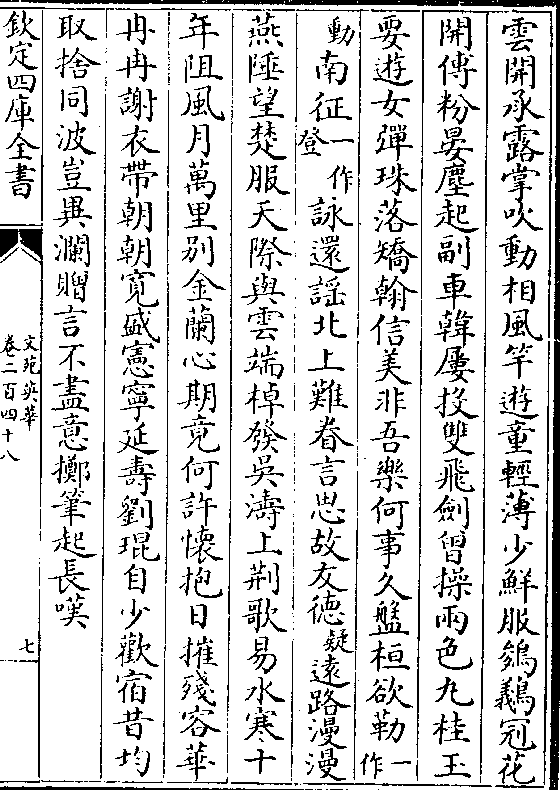 雲開承露掌吹動相風竿遊童輕薄少鮮服鵕鸃冠花
開傅粉晏塵起副車韓屢投雙飛劍曾操兩色丸桂玉
要遊女彈珠落矯翰信美非吾樂何事久盤桓欲勒一作
動南征一作登詠還謡北上難眷言思故友德疑遠路漫漫
燕陲望楚服天際與雲端棹發吳濤上荆歌易水寒十
年阻風月萬里别金蘭心期竟何許懷抱日摧殘容華
冉冉謝衣帶朝朝寛盛憲寧延壽劉琨自少歡宿昔均
取捨同波豈異瀾贈言不盡意擲筆起長嘆
欽定四庫全書
文苑英華
卷二百四十八
七